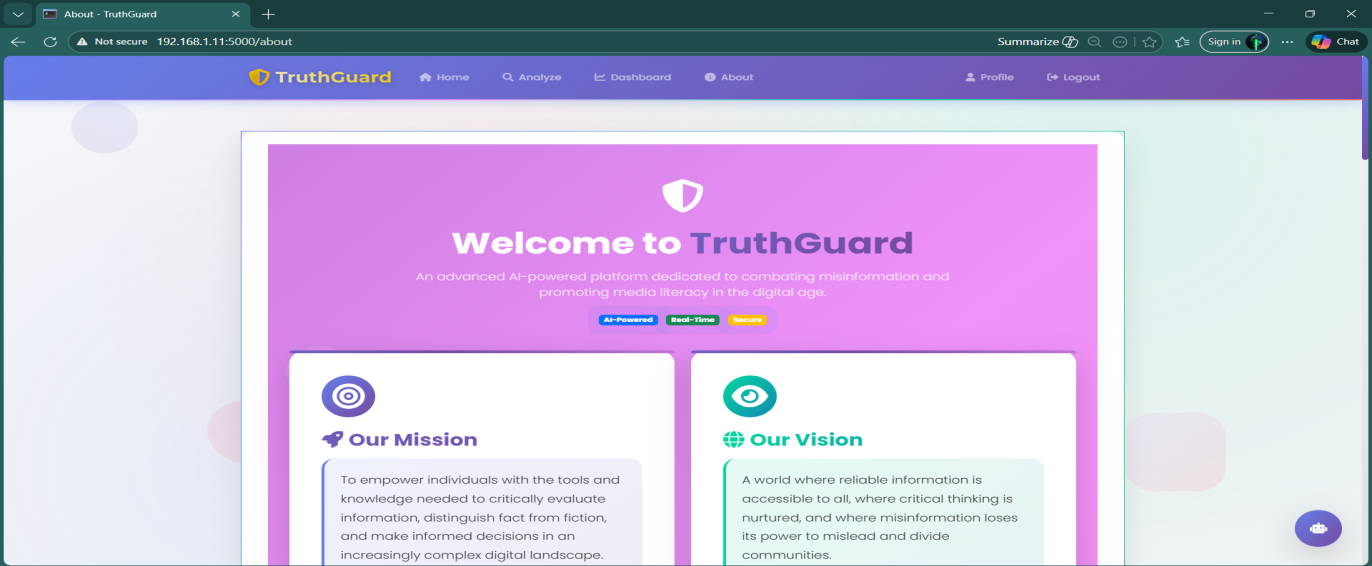 About - TruthGuard
Not secure 192.168.1.11:5000/about
Summarize
Sign in
Chat
TruthGuard
Home
Analyze
Dashboard
About
Profile
Logout
Welcome to TruthGuard
An advanced AI-powered platform dedicated to combating misinformation and
promoting media literacy in the digital age.
AI-Powered
Real-Time
Secure
Our Mission
To empower individuals with the tools and
knowledge needed to critically evaluate
information, distinguish fact from fiction,
and make informed decisions in an
increasingly complex digital landscape.
Our Vision
A world where reliable information is
accessible to all, where critical thinking is
nurtured, and where misinformation loses
its power to mislead and divide
communities.